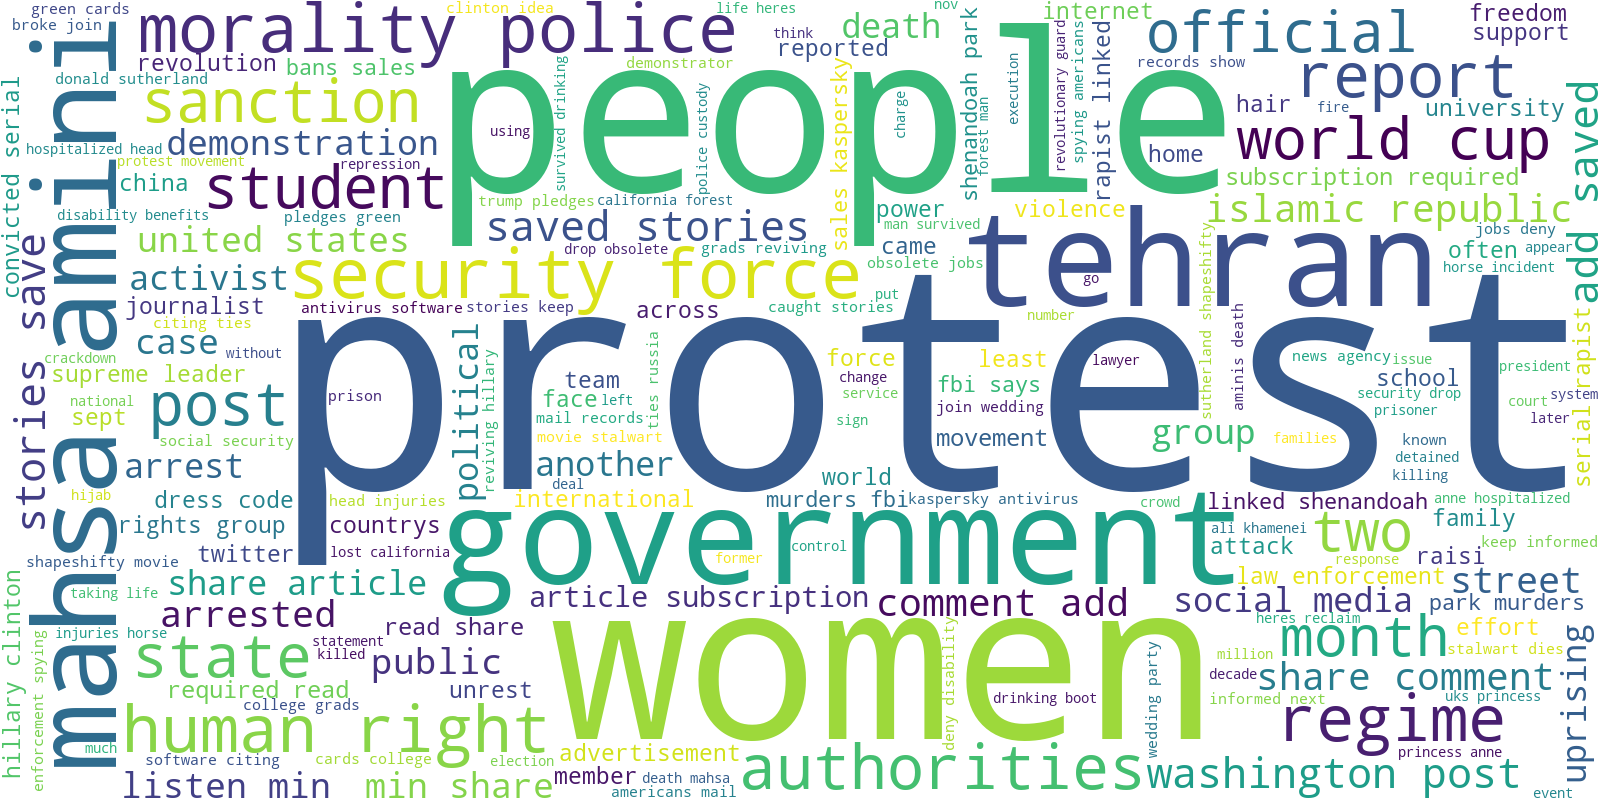 green cards
broke join
morality police
clinton idea
life heres
nov
think
death
reported
internet
official
freedom
support
revolution
bans sales
demonstrator
records show
report
donald sutherland
sanction
people
hair
university
fire
convicted serial
mahsa amini
survived drinking
police custody
sales kaspersky
charge
shenandoah park
forest man
execution
revolutionary guard
spying americans
rapist linked
add saved
using
demonstration
world cup
hospitalized head
protest movement
repression
home
china
student
subscription required
disability benefits
pledges green
trump pledges
california forest
power
violence
islamic republic
man survived
united states
saved stories
drop obsolete
grads reviving
came
tehran
jobs deny
often
appear
activist
security force
obsolete jobs
go
horse incident
stories save
journalist
antivirus software
stories keep
across
caught stories
put
number
sutherland shapeshifty
aminis death
citing ties
case
without
protest
political
reviving hillary
ties russia
force
least
lawyer
news agency
issue
president
serial rapist
crackdown
supreme leader
team
change
fbi says
school
security drop
system
national
sept
post
prison
face
left
service
join wedding
prisoner
court
later
mail records
sign
social security
movie stalwart
movement
group
families
known
detained
killing
arrest
another
deal
world
hijab
dress code
head injuries
international
murders fbi
kaspersky antivirus
crowd
linked shenandoah
anne hospitalized
rights group
countrys
government
ali khamenei
two
family
twitter
lost california
control
former
attack
raisi
keep informed
response
shapeshifty movie
share article
law enforcement
street
hillary clinton
taking life
article subscription
comment add
social media
park murders
arrested
read share
women
heres reclaim
effort
uprising
enforcement spying
injuries horse
statement
killed
deny disability
month
stalwart dies
state
public
million
share comment
decade
uks princess
required read
unrest
drinking boot
wedding party
informed next
college grads
human right
regime
much
software citing
cards college
election
advertisement
princess anne
listen min
min share
member
death mahsa
authorities
washington post
americans mail
event